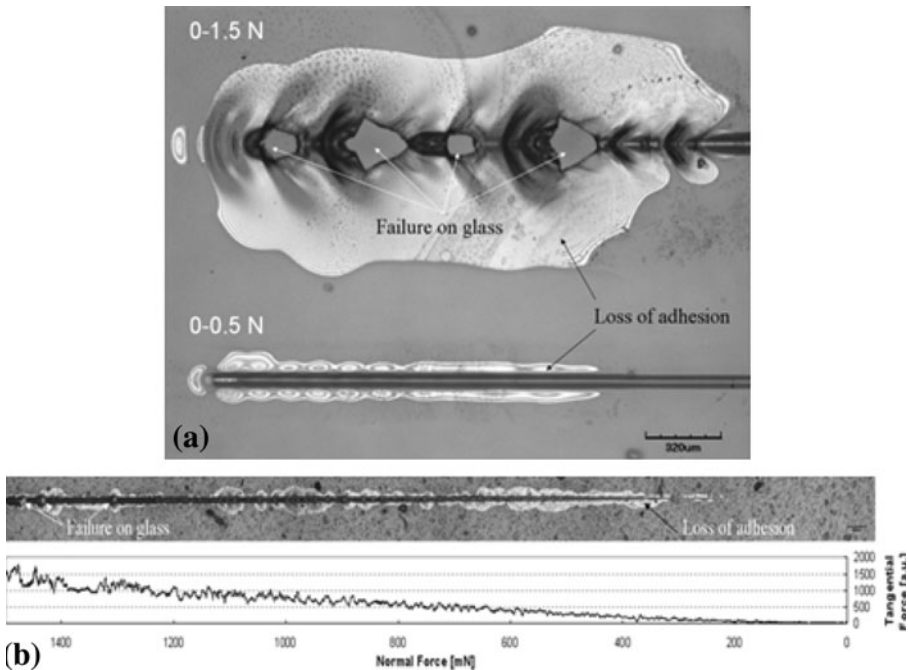 0-1.5 N
Failure on glass
Loss of adhesion
0-0.5 N
(a)
320um
Failure on glass
Loss of adhesion
2000
1500
1000
500
0
Tangential
Force [a.u.]
1400
1200
1000
800
600
400
200
0
Normal Force [mN]
(b)